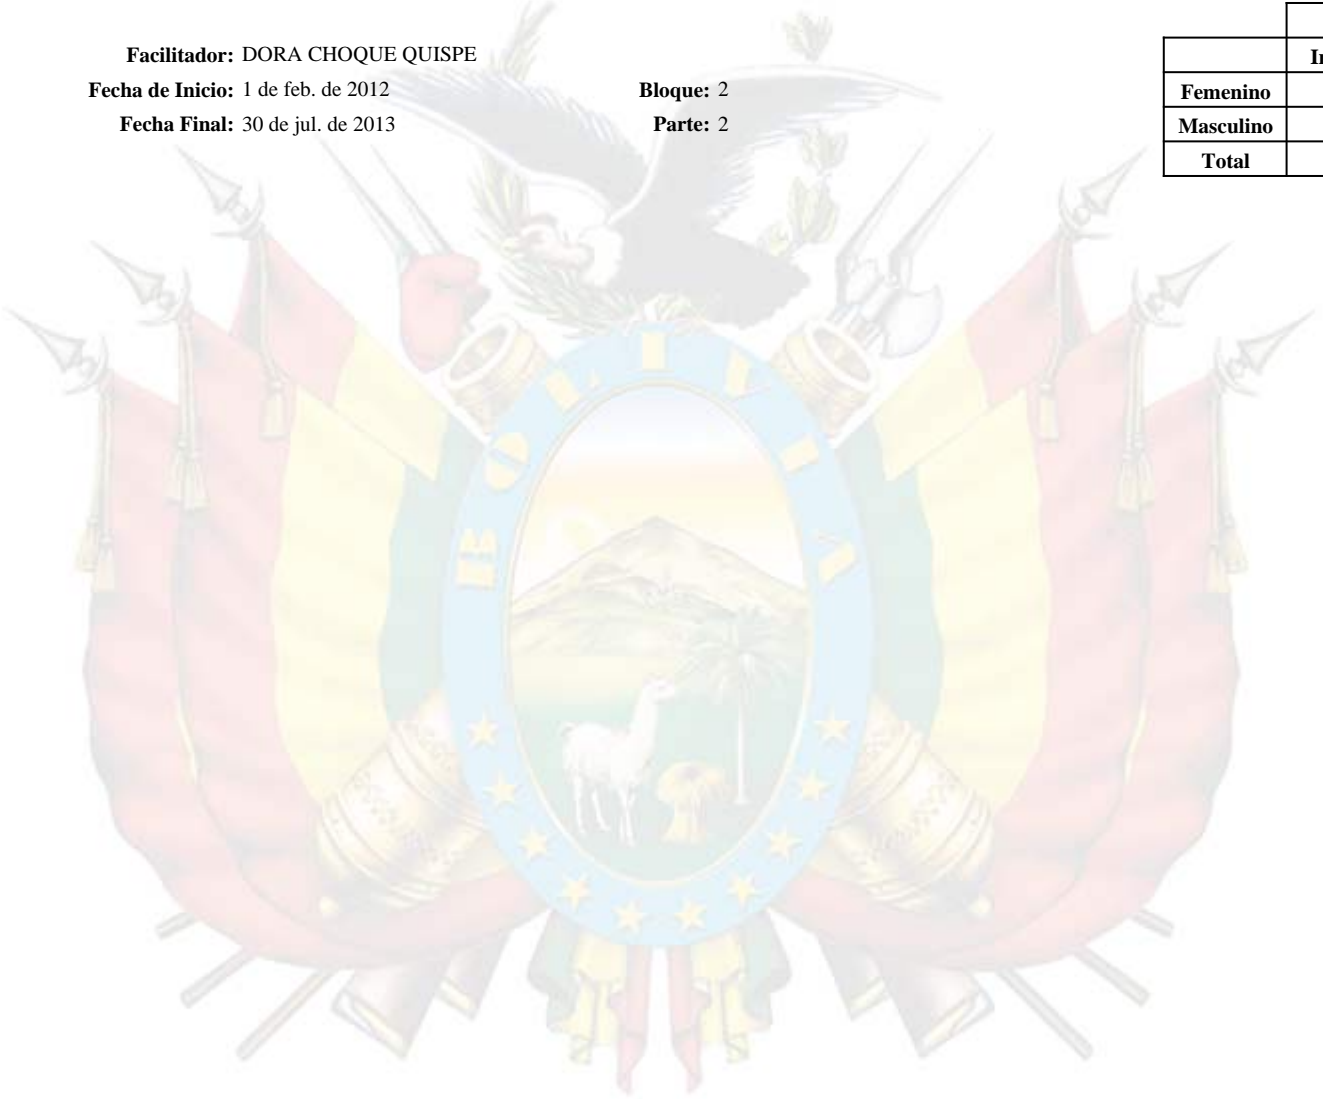 Facilitador: DORA CHOQUE QUISPE
Fecha de Inicio: 1 de feb. de 2012 Bloque: 2
Fecha Final: 30 de jul. de 2013 Parte: 2
Femenino
Masculino
Total
BOLIVIA